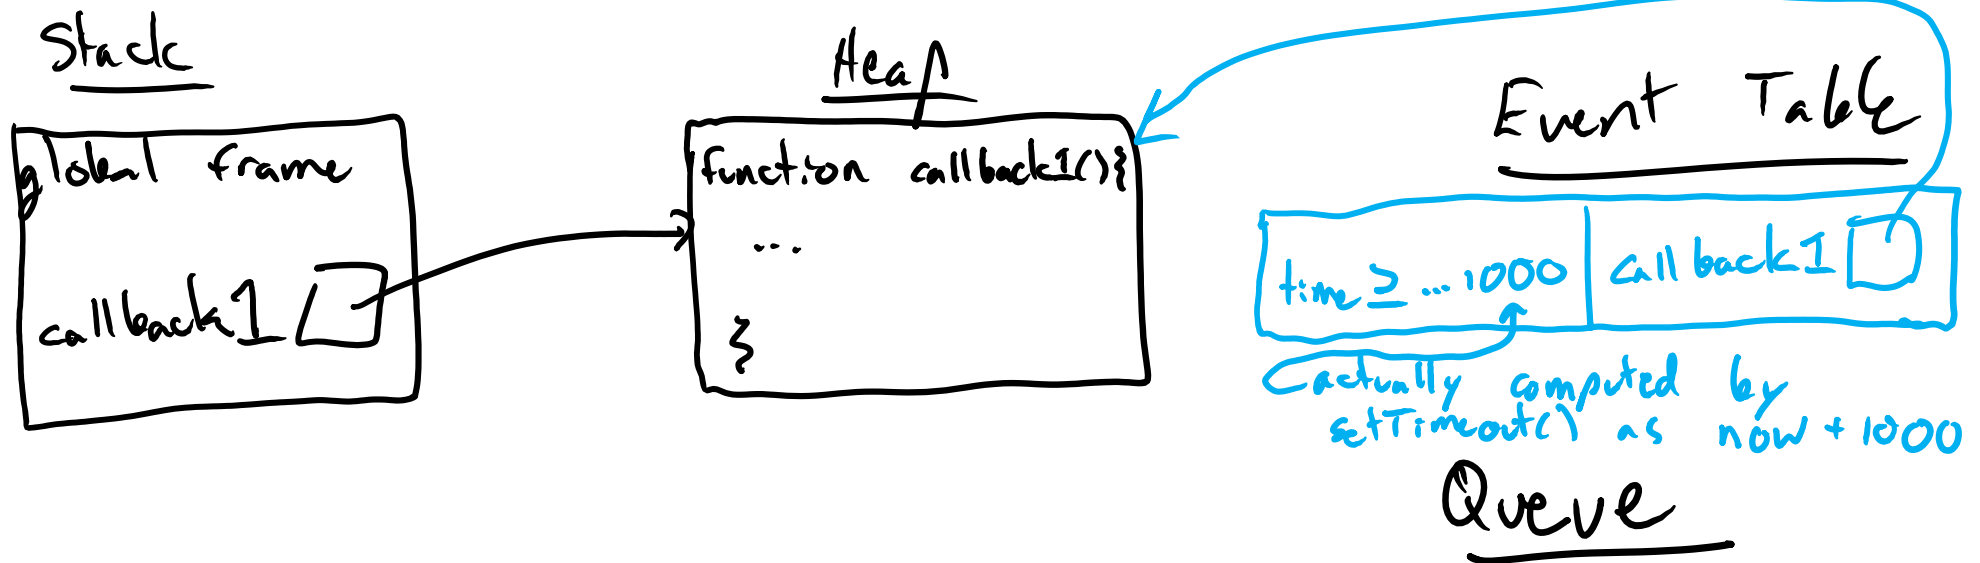 Stack
global frame
callback1
Heap
function callback1(){
...
}
Event Table
time ≥ ...1000
callback1
actually computed by
setTimeout() as now + 1000
Queue